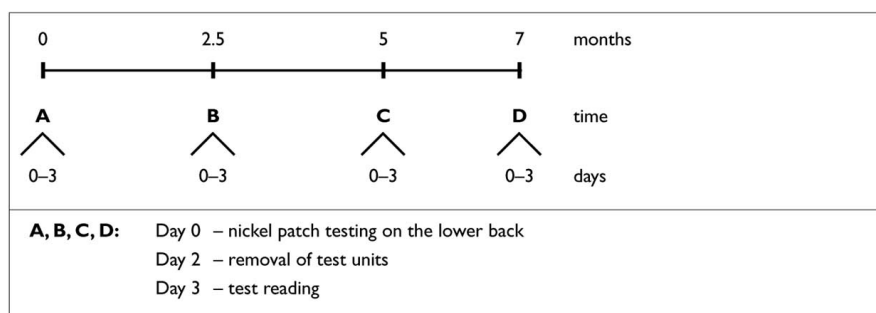 0 2.5 5 7 months
A B C D time
0–3 0–3 0–3 0–3 days
A, B, C, D: Day 0 – nickel patch testing on the lower back
Day 2 – removal of test units
Day 3 – test reading